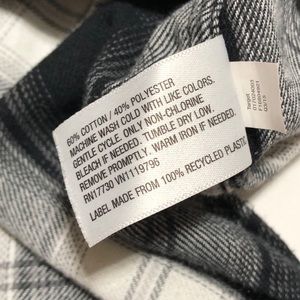 60% COTTON / 40% POLYESTER
MACHINE WASH COLD WITH LIKE COLORS.
GENTLE CYCLE. ONLY NON-CHLORINE
BLEACH IF NEEDED. TUMBLE DRY LOW.
REMOVE PROMPTLY. WARM IRON IF NEEDED.
RN17730 VN1119796
LABEL MADE FROM 100% RECYCLED PLASTIC
Target